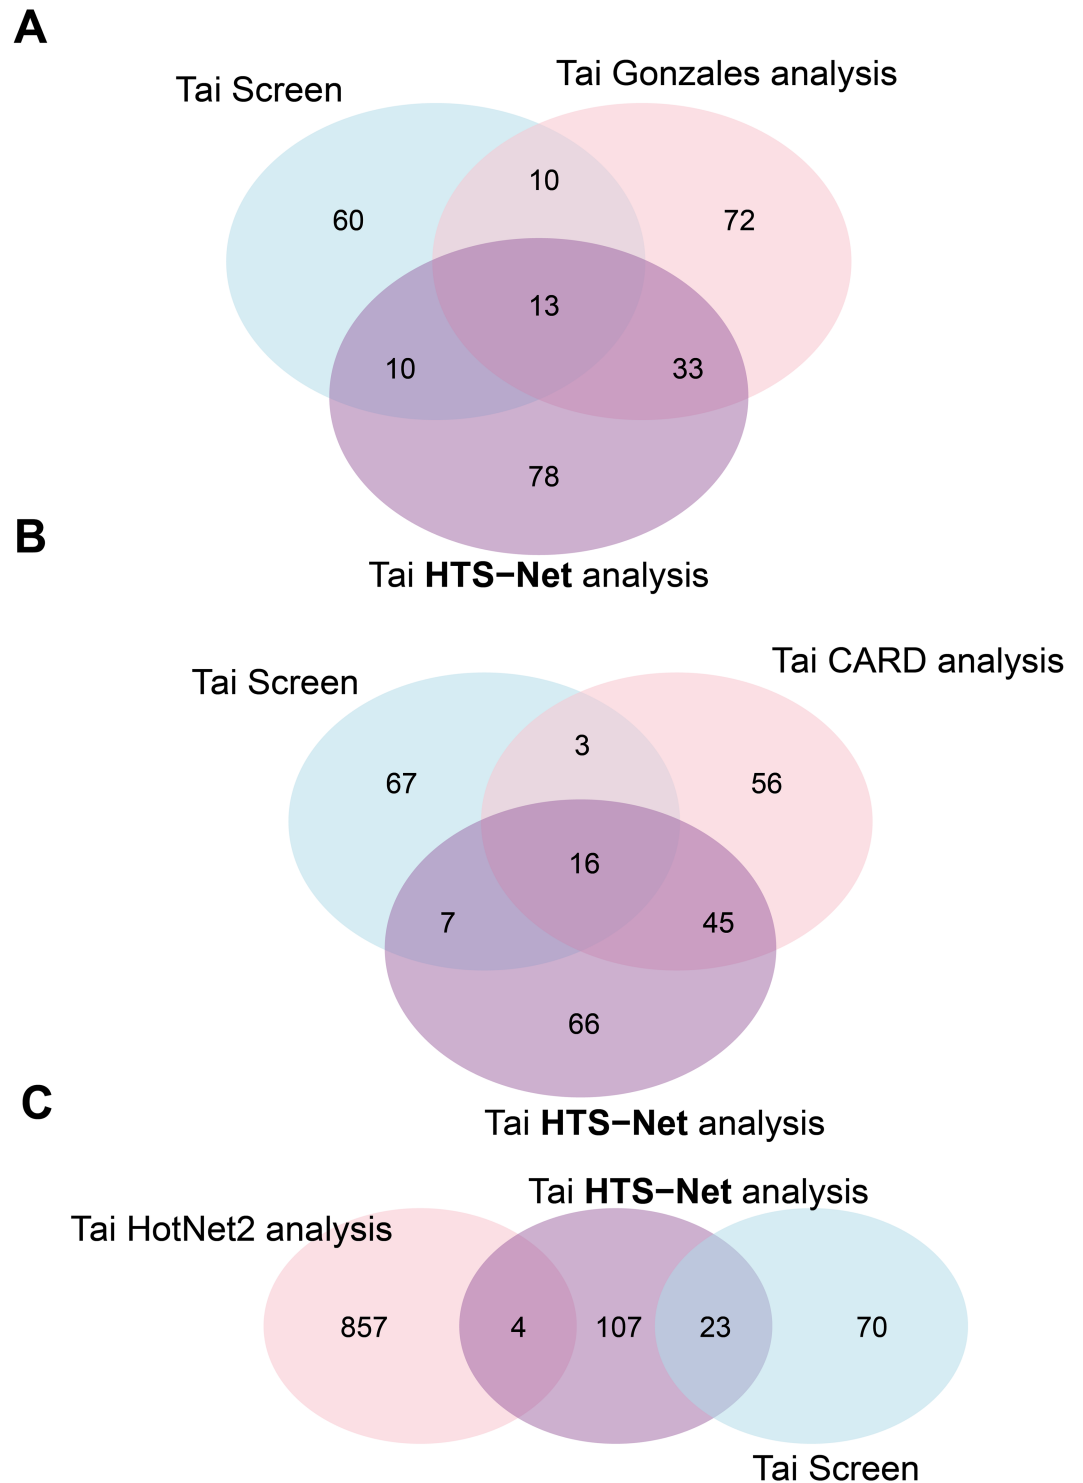 A
Tai Screen
Tai Gonzales analysis
10
60
72
13
10
33
78
Tai HTS−Net analysis
B
Tai Screen
Tai CARD analysis
3
67
56
16
7
45
66
Tai HTS−Net analysis
C
Tai HTS−Net analysis
Tai HotNet2 analysis
857
4
107
23
70
Tai Screen